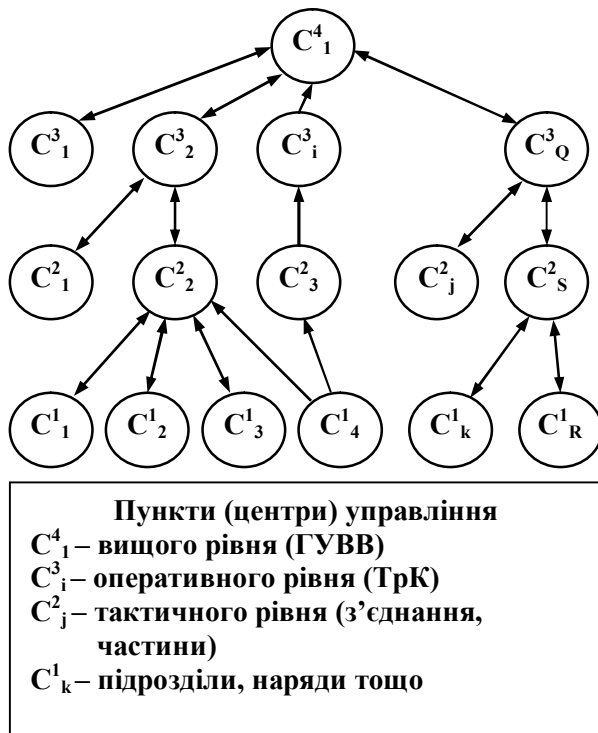 C⁴₁
C³₁ C³₂ C³ᵢ C³Q
C²₁ C²₂ C²₃ C²ⱼ C²S
C¹₁ C¹₂ C¹₃ C¹₄ C¹ₖ C¹R
Пункти (центри) управління
C⁴₁ – вищого рівня (ГУВВ)
C³ᵢ – оперативного рівня (ТрК)
C²ⱼ – тактичного рівня (з’єднання,
частини)
C¹ₖ – підрозділи, наряди тощо